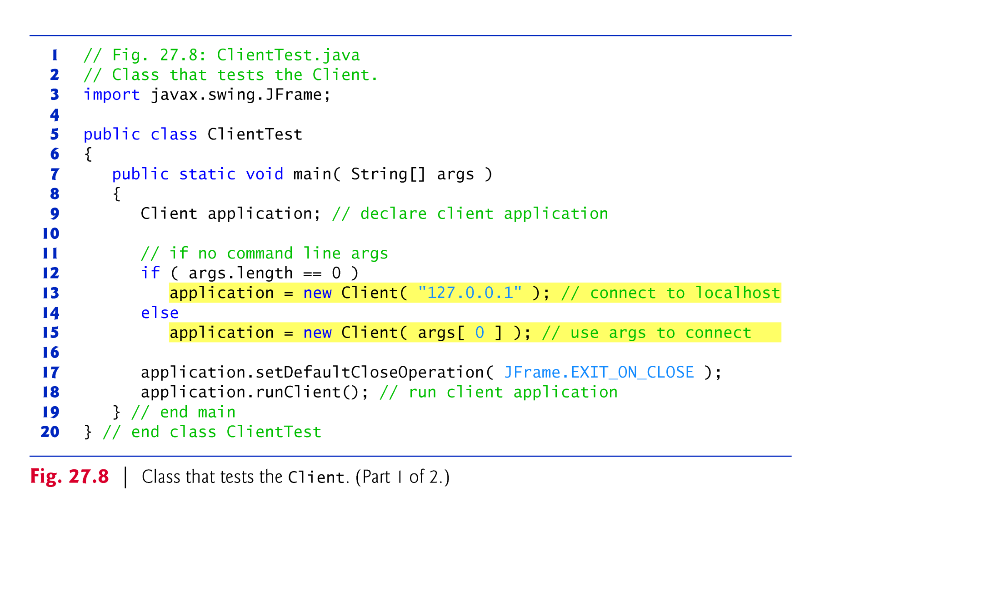 1 // Fig. 27.8: ClientTest.java
2 // Class that tests the Client.
3 import javax.swing.JFrame;
4
5 public class ClientTest
6 {
7 public static void main( String[] args )
8 {
9 Client application; // declare client application
10
11 // if no command line args
12 if ( args.length == 0 )
13 application = new Client( "127.0.0.1" ); // connect to localhost
14 else
15 application = new Client( args[ 0 ] ); // use args to connect
16
17 application.setDefaultCloseOperation( JFrame.EXIT_ON_CLOSE );
18 application.runClient(); // run client application
19 } // end main
20 } // end class ClientTest
Fig. 27.8 | Class that tests the Client. (Part 1 of 2.)